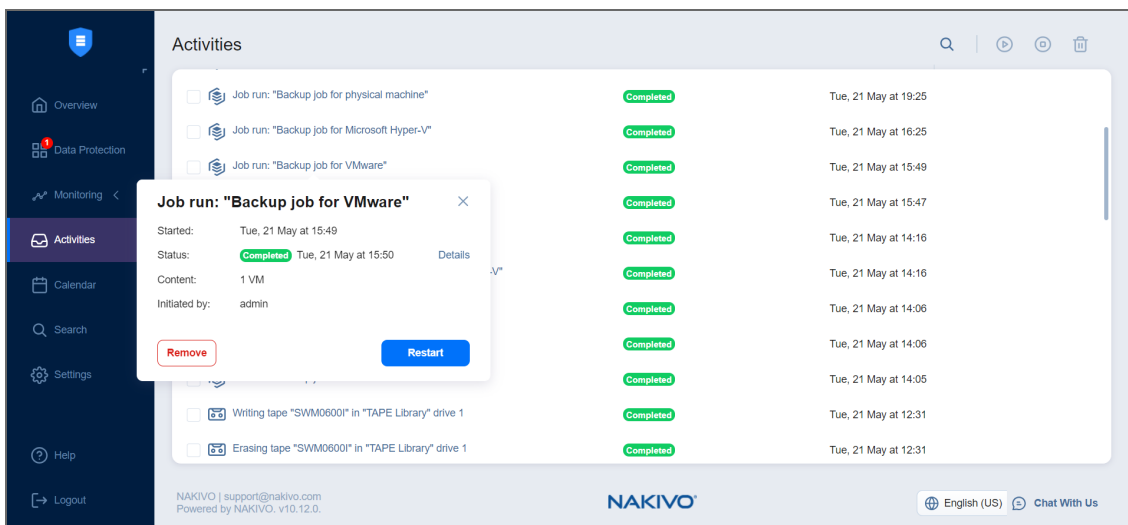 Activities
Overview
1
Data Protection
Monitoring
Activities
Calendar
Search
Settings
Help
Logout
Job run: "Backup job for physical machine" Completed Tue, 21 May at 19:25
Job run: "Backup job for Microsoft Hyper-V" Completed Tue, 21 May at 16:25
Job run: "Backup job for VMware" Completed Tue, 21 May at 15:49
Completed Tue, 21 May at 15:47
Completed Tue, 21 May at 14:16
-V" Completed Tue, 21 May at 14:16
Completed Tue, 21 May at 14:06
Completed Tue, 21 May at 14:06
Completed Tue, 21 May at 14:05
Writing tape "SWM0600I" in "TAPE Library" drive 1 Completed Tue, 21 May at 12:31
Erasing tape "SWM0600I" in "TAPE Library" drive 1 Completed Tue, 21 May at 12:31
Job run: "Backup job for VMware"
Started: Tue, 21 May at 15:49
Status: Completed Tue, 21 May at 15:50 Details
Content: 1 VM
Initiated by: admin
Remove Restart
NAKIVO | support@nakivo.com
Powered by NAKIVO. v10.12.0.
NAKIVO®
English (US) Chat With Us